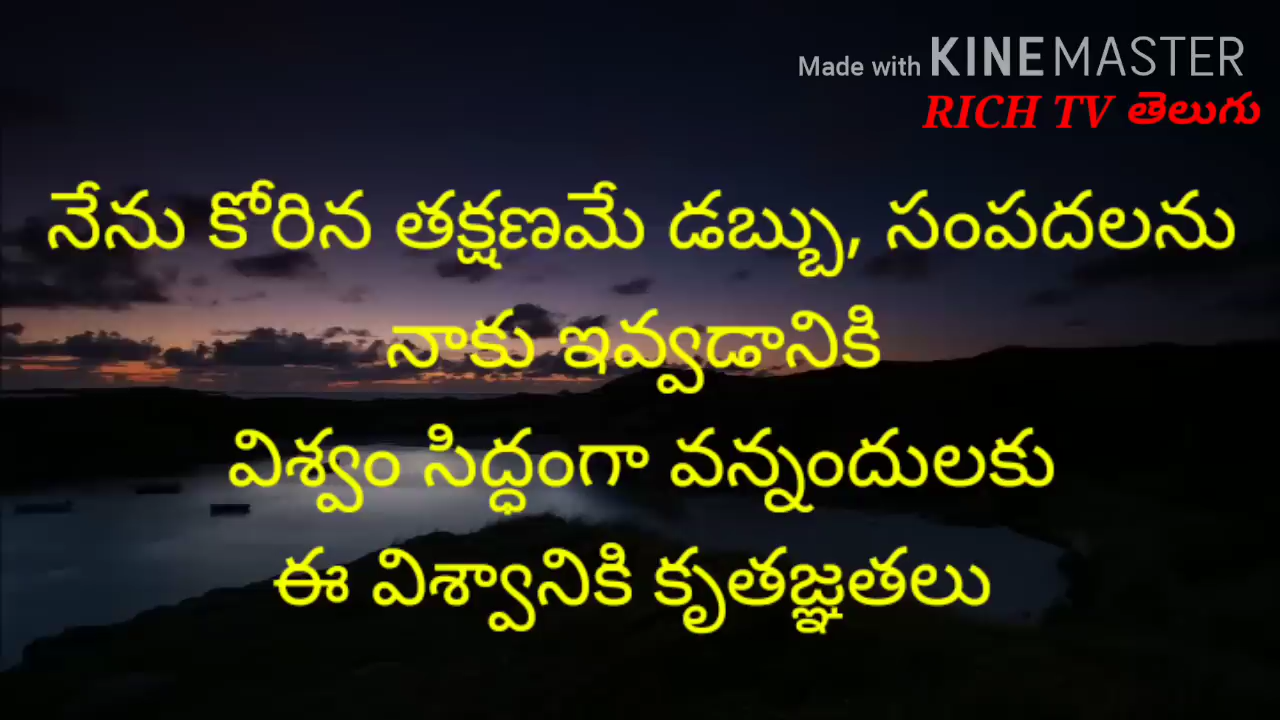 Made with KINEMASTER
RICH TV తెలుగు
నేను కోరిన తక్షణమే డబ్బు, సంపదలను
నాకు ఇవ్వడానికి
విశ్వం సిద్ధంగా వన్నందులకు
ఈ విశ్వానికి కృతజ్ఞతలు